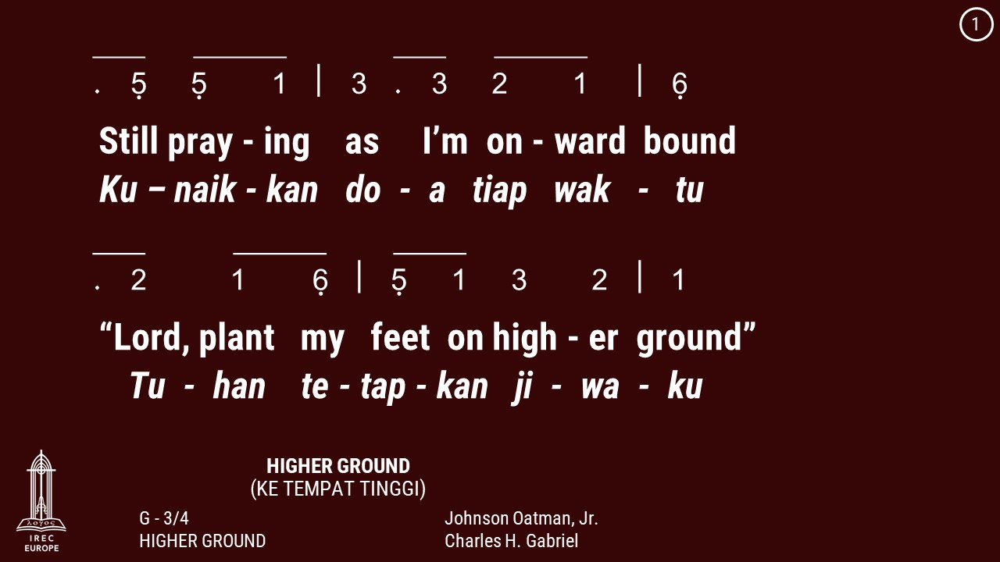 1
. 5̣ 5̣ 1 | 3 . 3 2 1 | 6̣
Still pray - ing as I’m on - ward bound
Ku – naik - kan do - a tiap wak - tu
. 2 1 6̣ | 5̣ 1 3 2 | 1
“Lord, plant my feet on high - er ground”
Tu - han te - tap - kan ji - wa - ku
HIGHER GROUND
(KE TEMPAT TINGGI)
G - 3/4
HIGHER GROUND
Johnson Oatman, Jr.
Charles H. Gabriel
λογος
IREC
EUROPE